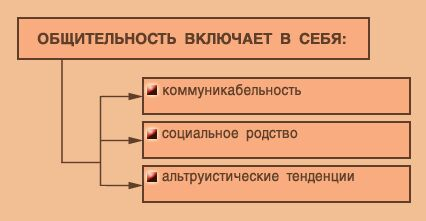 ОБЩИТЕЛЬНОСТЬ ВКЛЮЧАЕТ В СЕБЯ:
коммуникабельность
социальное родство
альтруистические тенденции